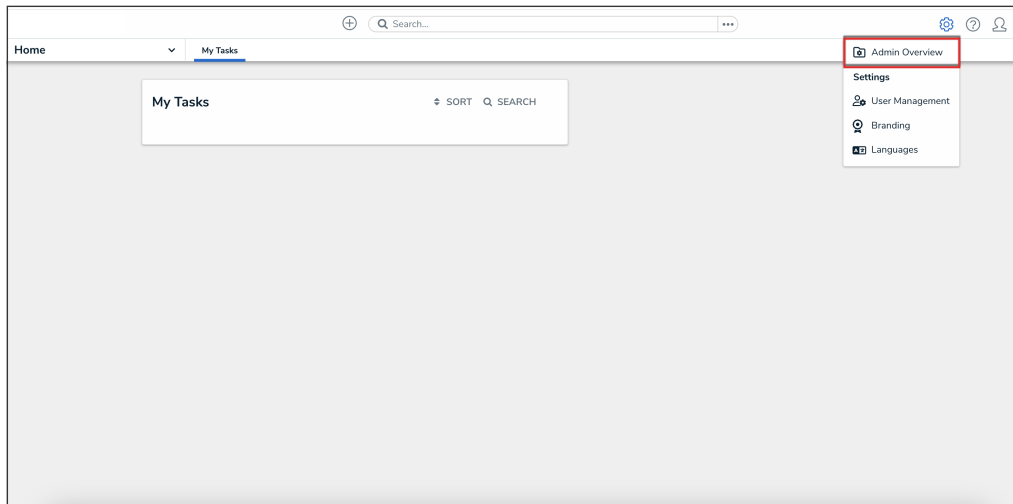 Search...
Home
My Tasks
Admin Overview
Settings
My Tasks
SORT
SEARCH
User Management
Branding
Languages